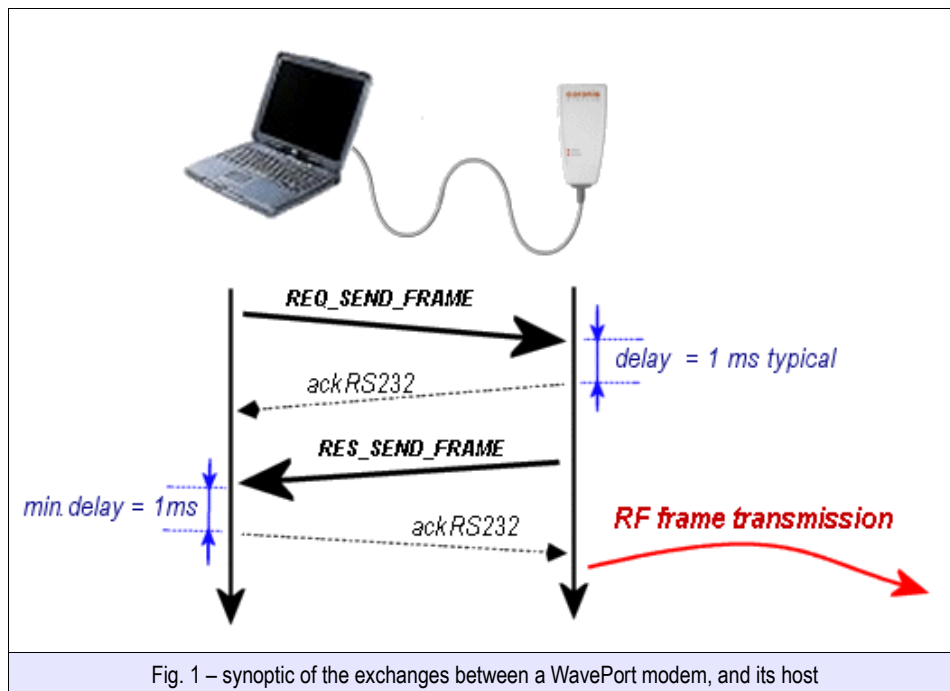 coronis
REQ_SEND_FRAME
delay = 1 ms typical
ackRS232
RES_SEND_FRAME
min.delay = 1ms
ackRS232
RF frame transmission
Fig. 1 – synoptic of the exchanges between a WavePort modem, and its host